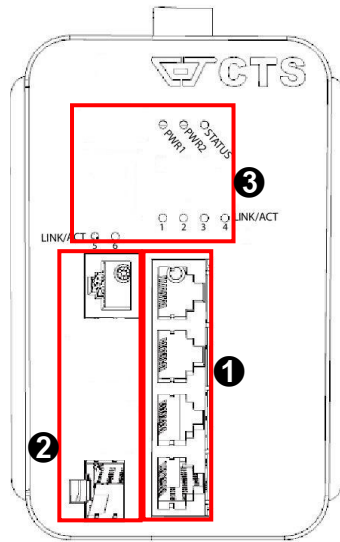 CTS
PWR1 PWR2 STATUS
3
1 2 3 4 LINK/ACT
LINK/ACT 5 6
1
2